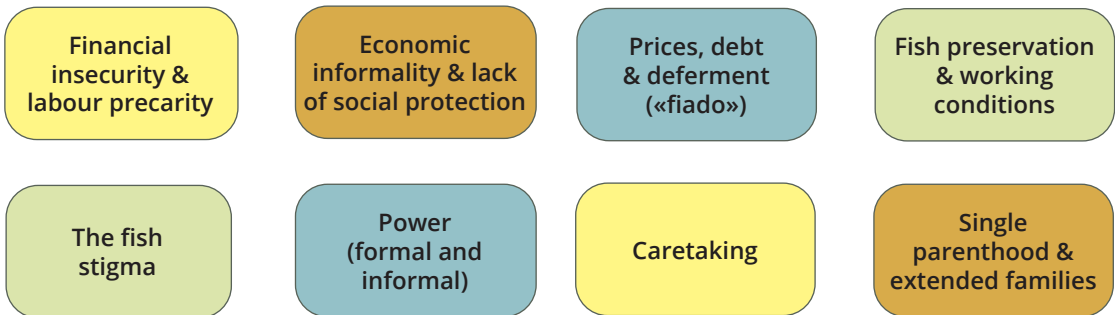 Financial
insecurity &
labour precarity
Economic
informality & lack
of social protection
Prices, debt
& deferment
(«fiado»)
Fish preservation
& working
conditions
The fish
stigma
Power
(formal and
informal)
Caretaking
Single
parenthood &
extended families